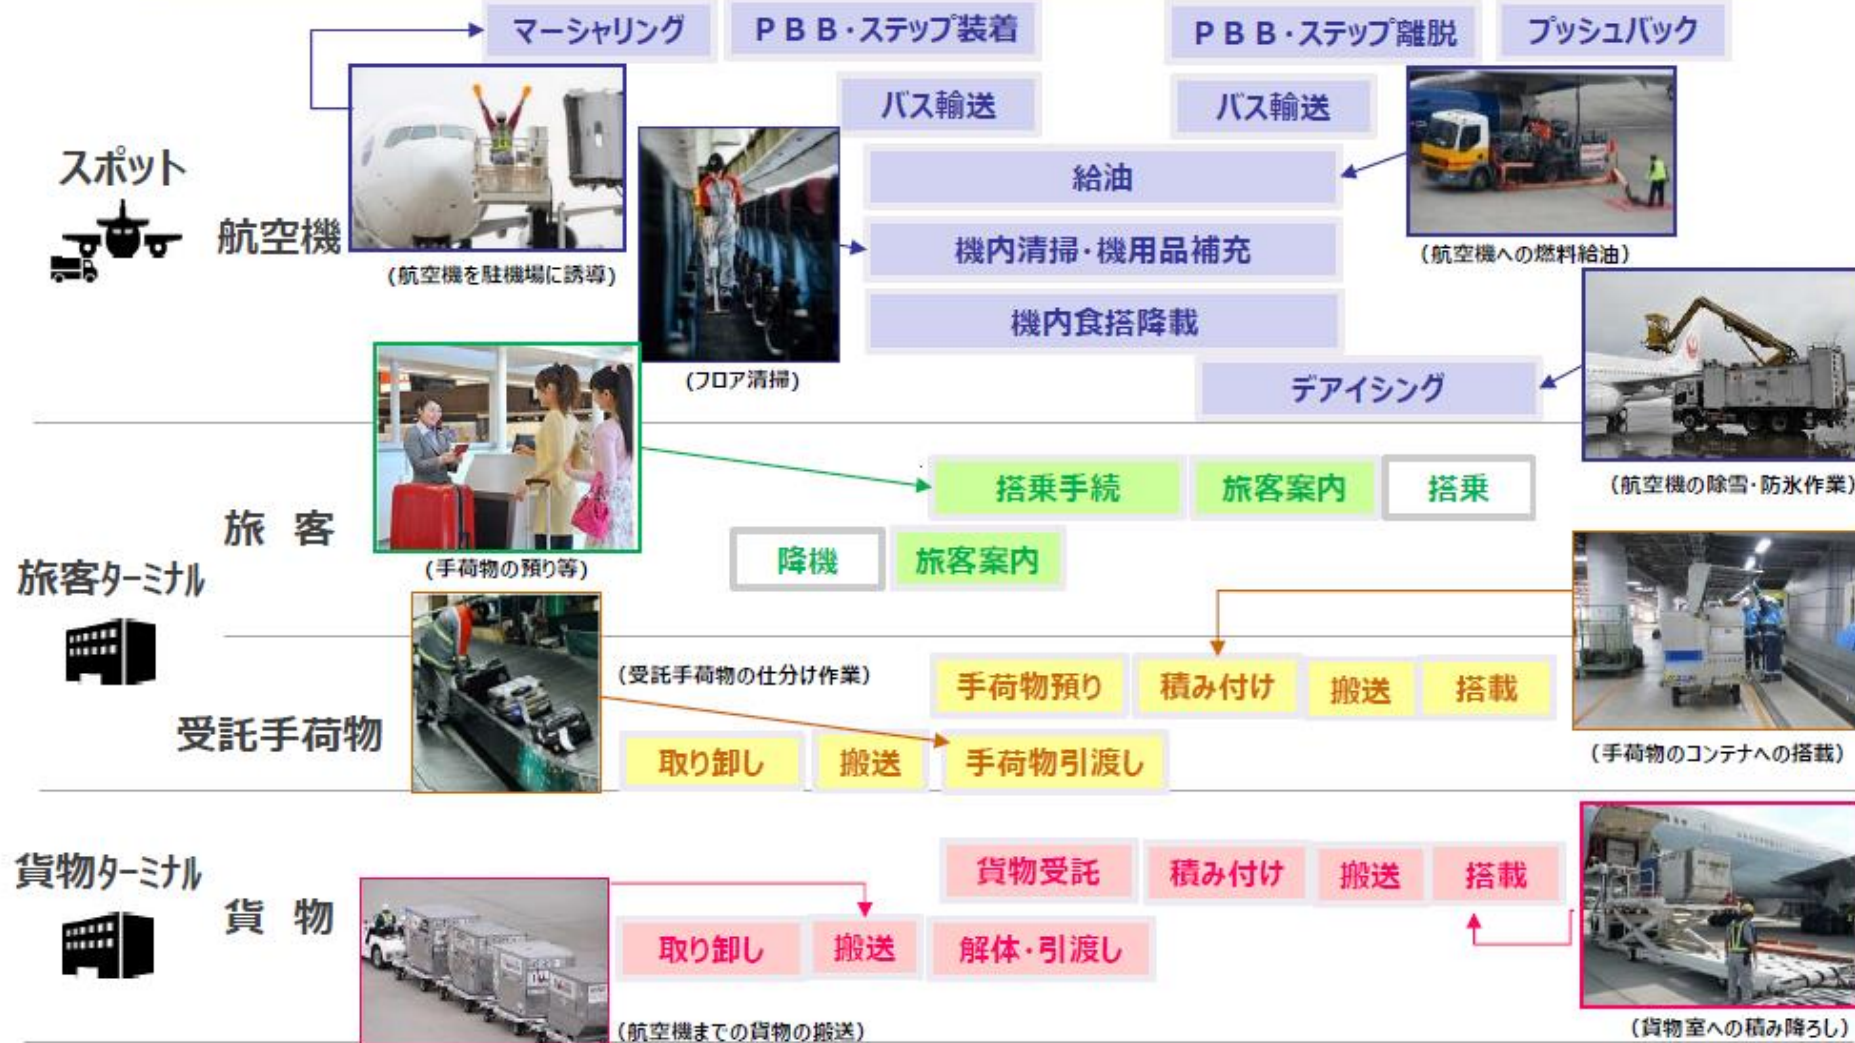 マーシャリング
PBB・ステップ装着
PBB・ステップ離脱
プッシュバック
バス輸送
バス輸送
スポット
航空機
給油
機内清掃・機用品補充
機内食搭降載
デアイシング
(航空機を駐機場に誘導)
(フロア清掃)
(航空機への燃料給油)
(航空機の除雪・防氷作業)
旅客ターミナル
旅 客
搭乗手続
旅客案内
搭乗
降機
旅客案内
(手荷物の預り等)
受託手荷物
(受託手荷物の仕分け作業)
手荷物預り
積み付け
搬送
搭載
取り卸し
搬送
手荷物引渡し
(手荷物のコンテナへの搭載)
貨物ターミナル
貨 物
貨物受託
積み付け
搬送
搭載
取り卸し
搬送
解体・引渡し
(航空機までの貨物の搬送)
(貨物室への積み降ろし)